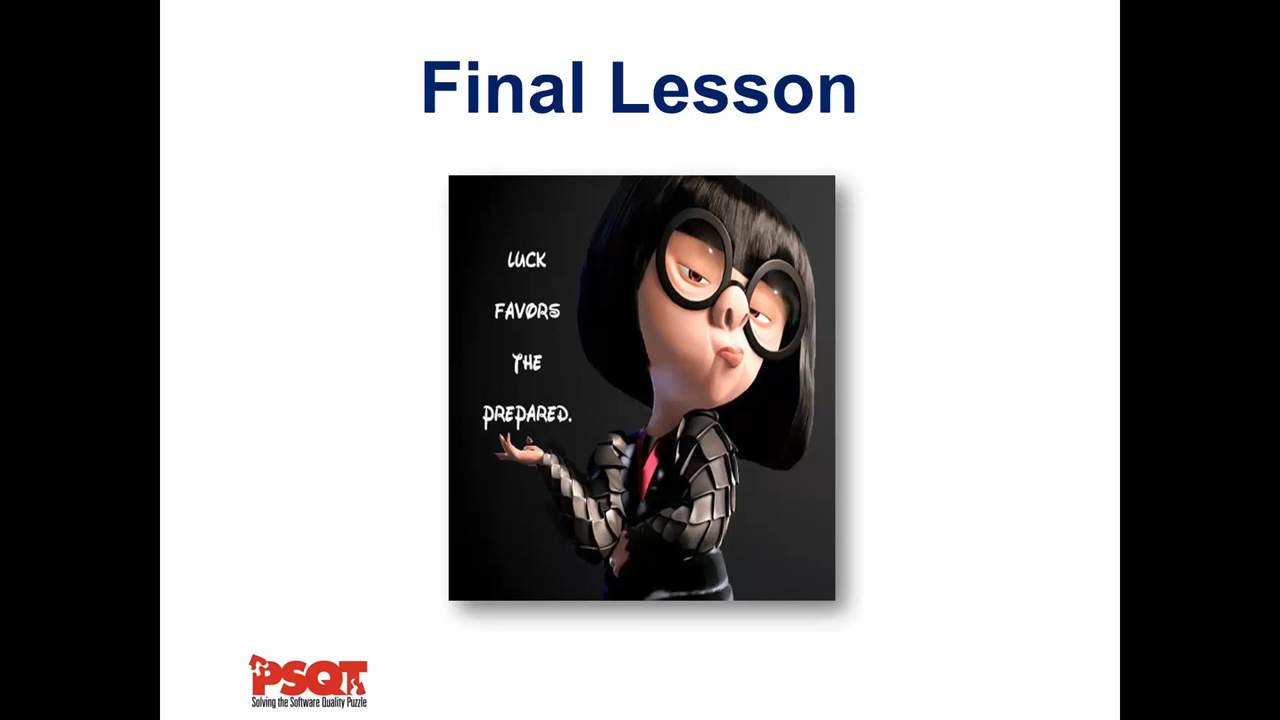 Final Lesson
LUCK
FAVORS
THE
PREPARED.
PSQT
Solving the Software Quality Puzzle